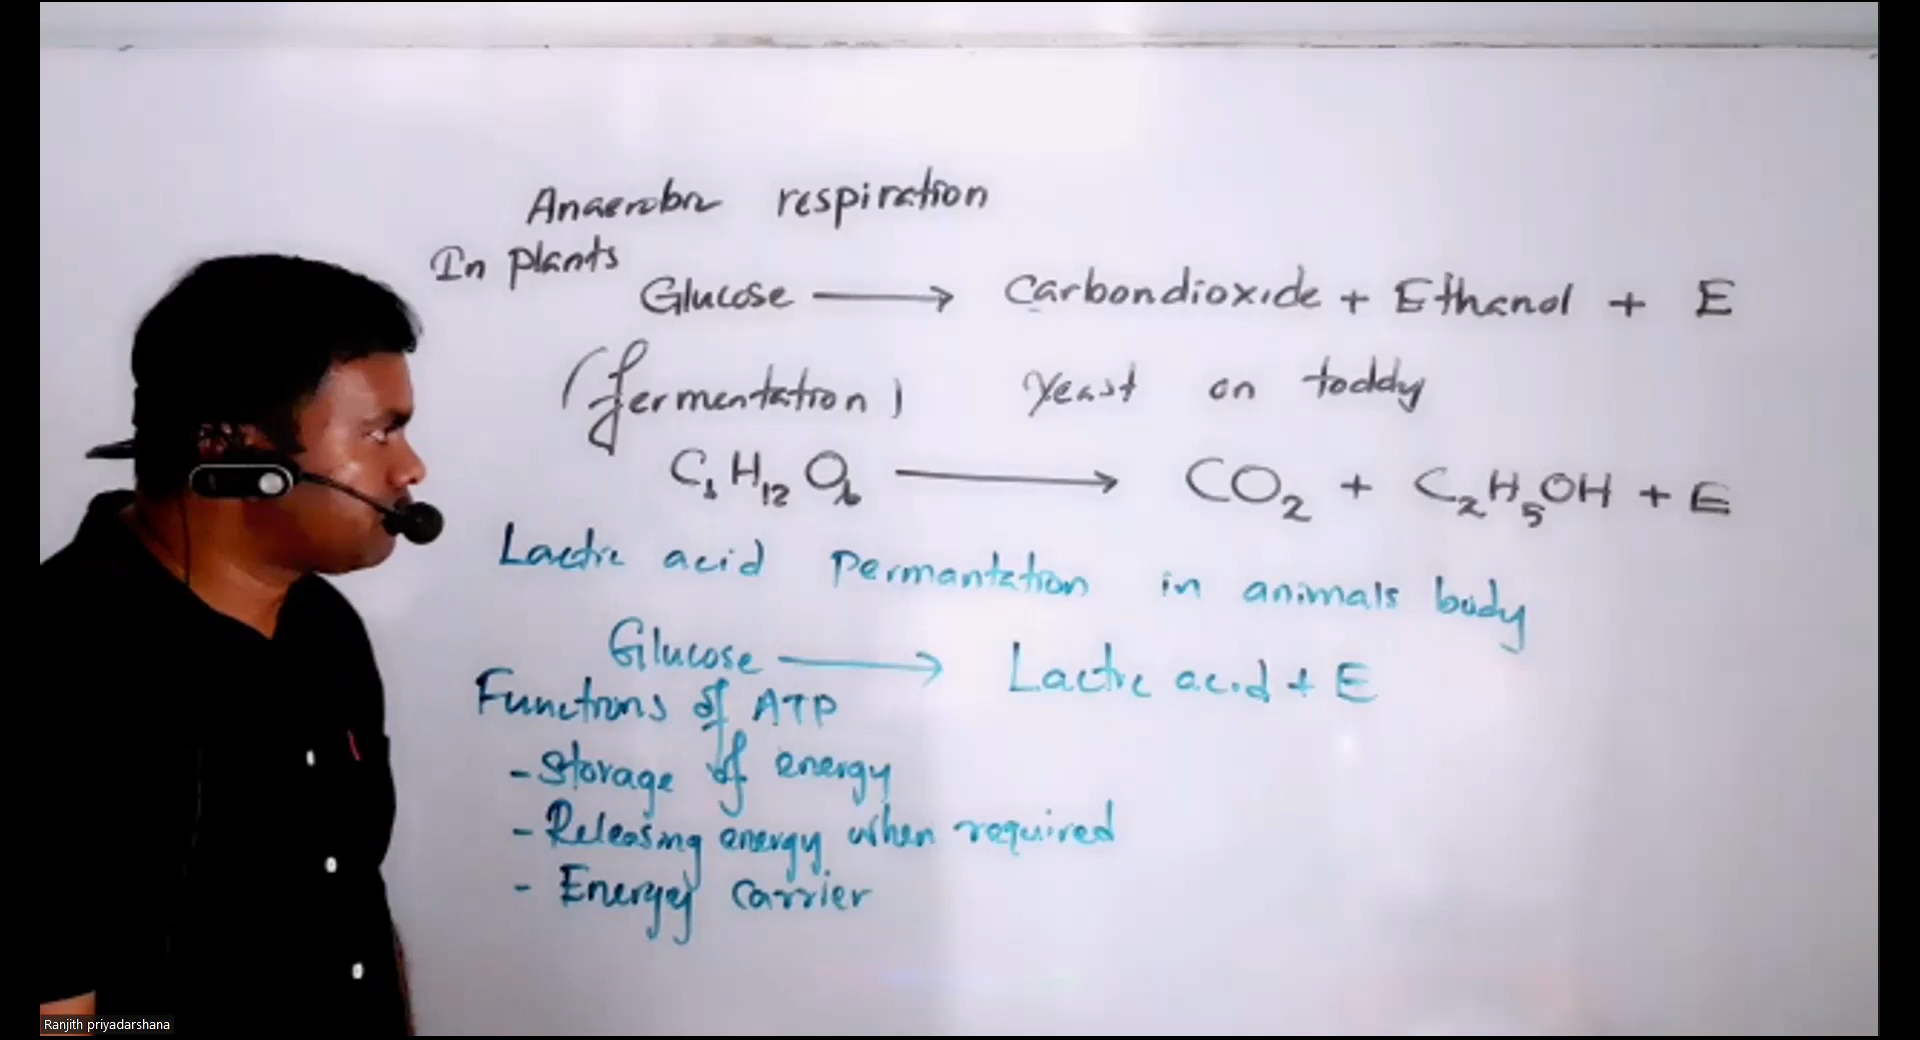 Anaerobic respiration
In plants
Glucose → Carbondioxide + Ethanol + E
(fermentation) Yeast on toddy
C6H12O6 → CO2 + C2H5OH + E
Lactic acid permantation in animals body
Glucose → Lactic acid + E
Functions of ATP
- Storage of energy
- Releasing energy when required
- Energy carrier
Ranjith priyadarshana